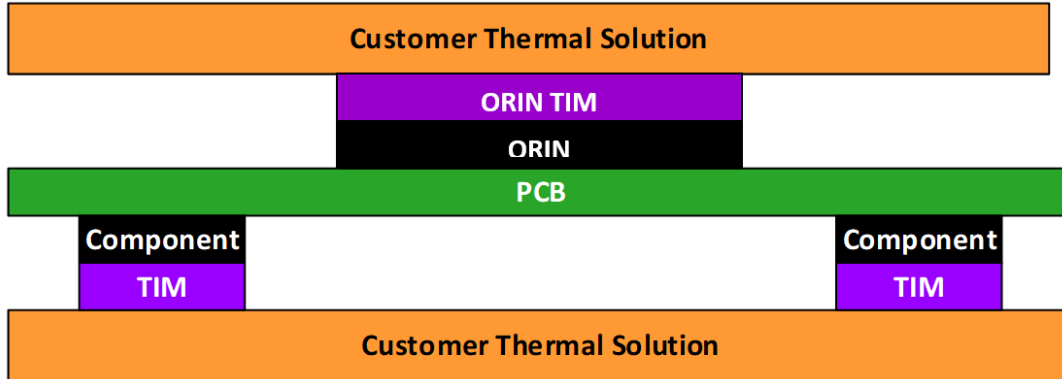 Customer Thermal Solution
ORIN TIM
ORIN
PCB
Component Component
TIM TIM
Customer Thermal Solution